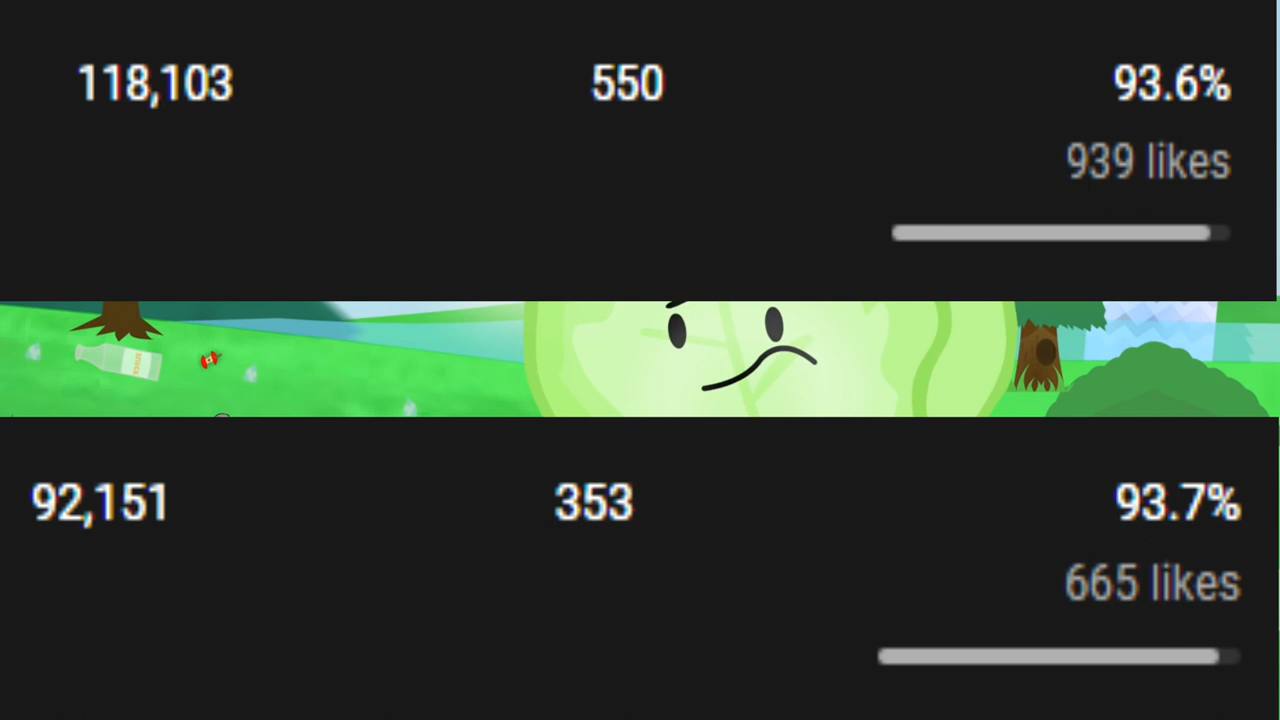 118,103 550 93.6%
939 likes
92,151 353 93.7%
665 likes